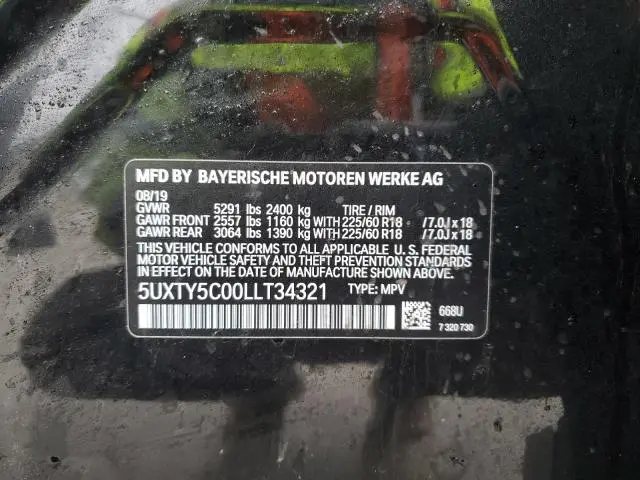 MFD BY BAYERISCHE MOTOREN WERKE AG
08/19
GVWR 5291 lbs 2400 kg TIRE / RIM
GAWR FRONT 2557 lbs 1160 kg WITH 225/60 R18 /7.0J x 18
GAWR REAR 3064 lbs 1390 kg WITH 225/60 R18 /7.0J x 18
THIS VEHICLE CONFORMS TO ALL APPLICABLE U. S. FEDERAL
MOTOR VEHICLE SAFETY AND THEFT PREVENTION STANDARDS
IN EFFECT ON THE DATE OF MANUFACTURE SHOWN ABOVE.
5UXTY5C00LLT34321 TYPE: MPV
668U
7 320 730